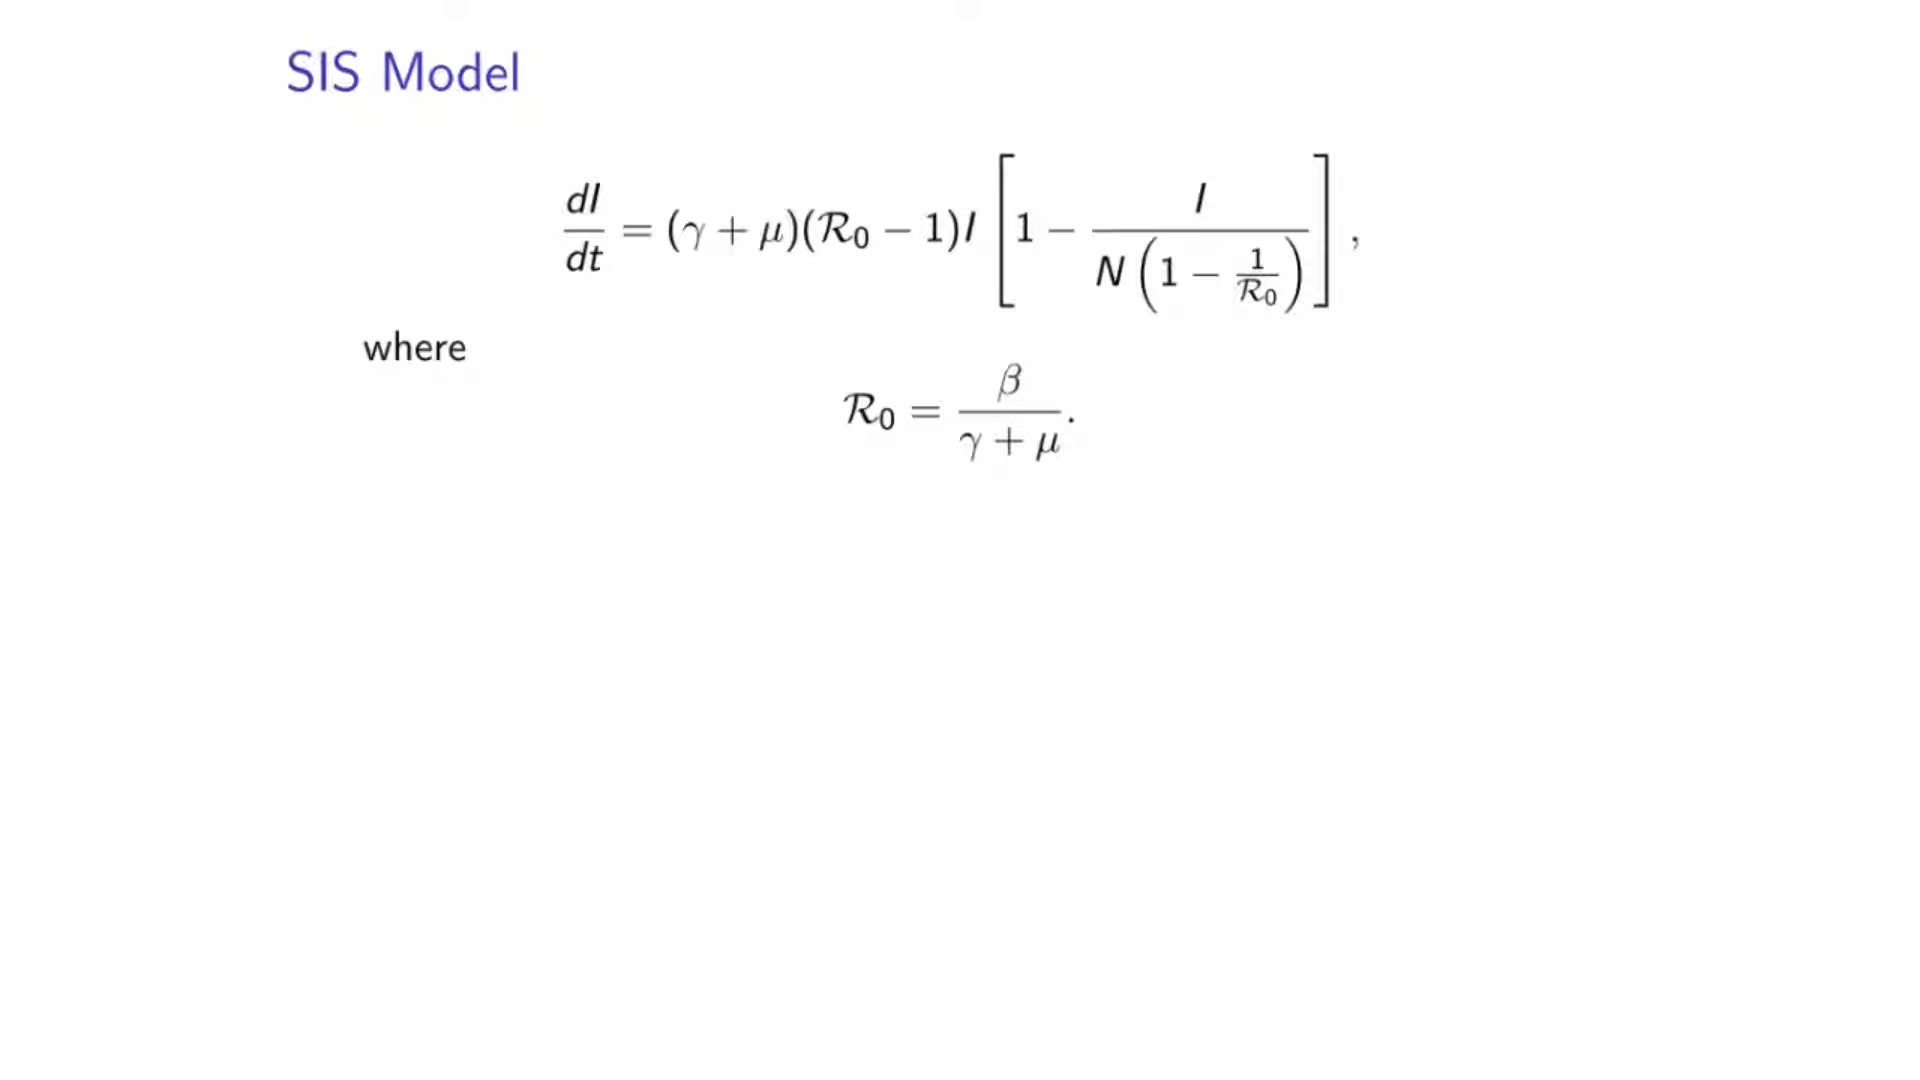 SIS Model
dI/dt = (γ + μ)(ℛ₀ − 1)I [1 − I / (N(1 − 1/ℛ₀))],
where
ℛ₀ = β / (γ + μ).